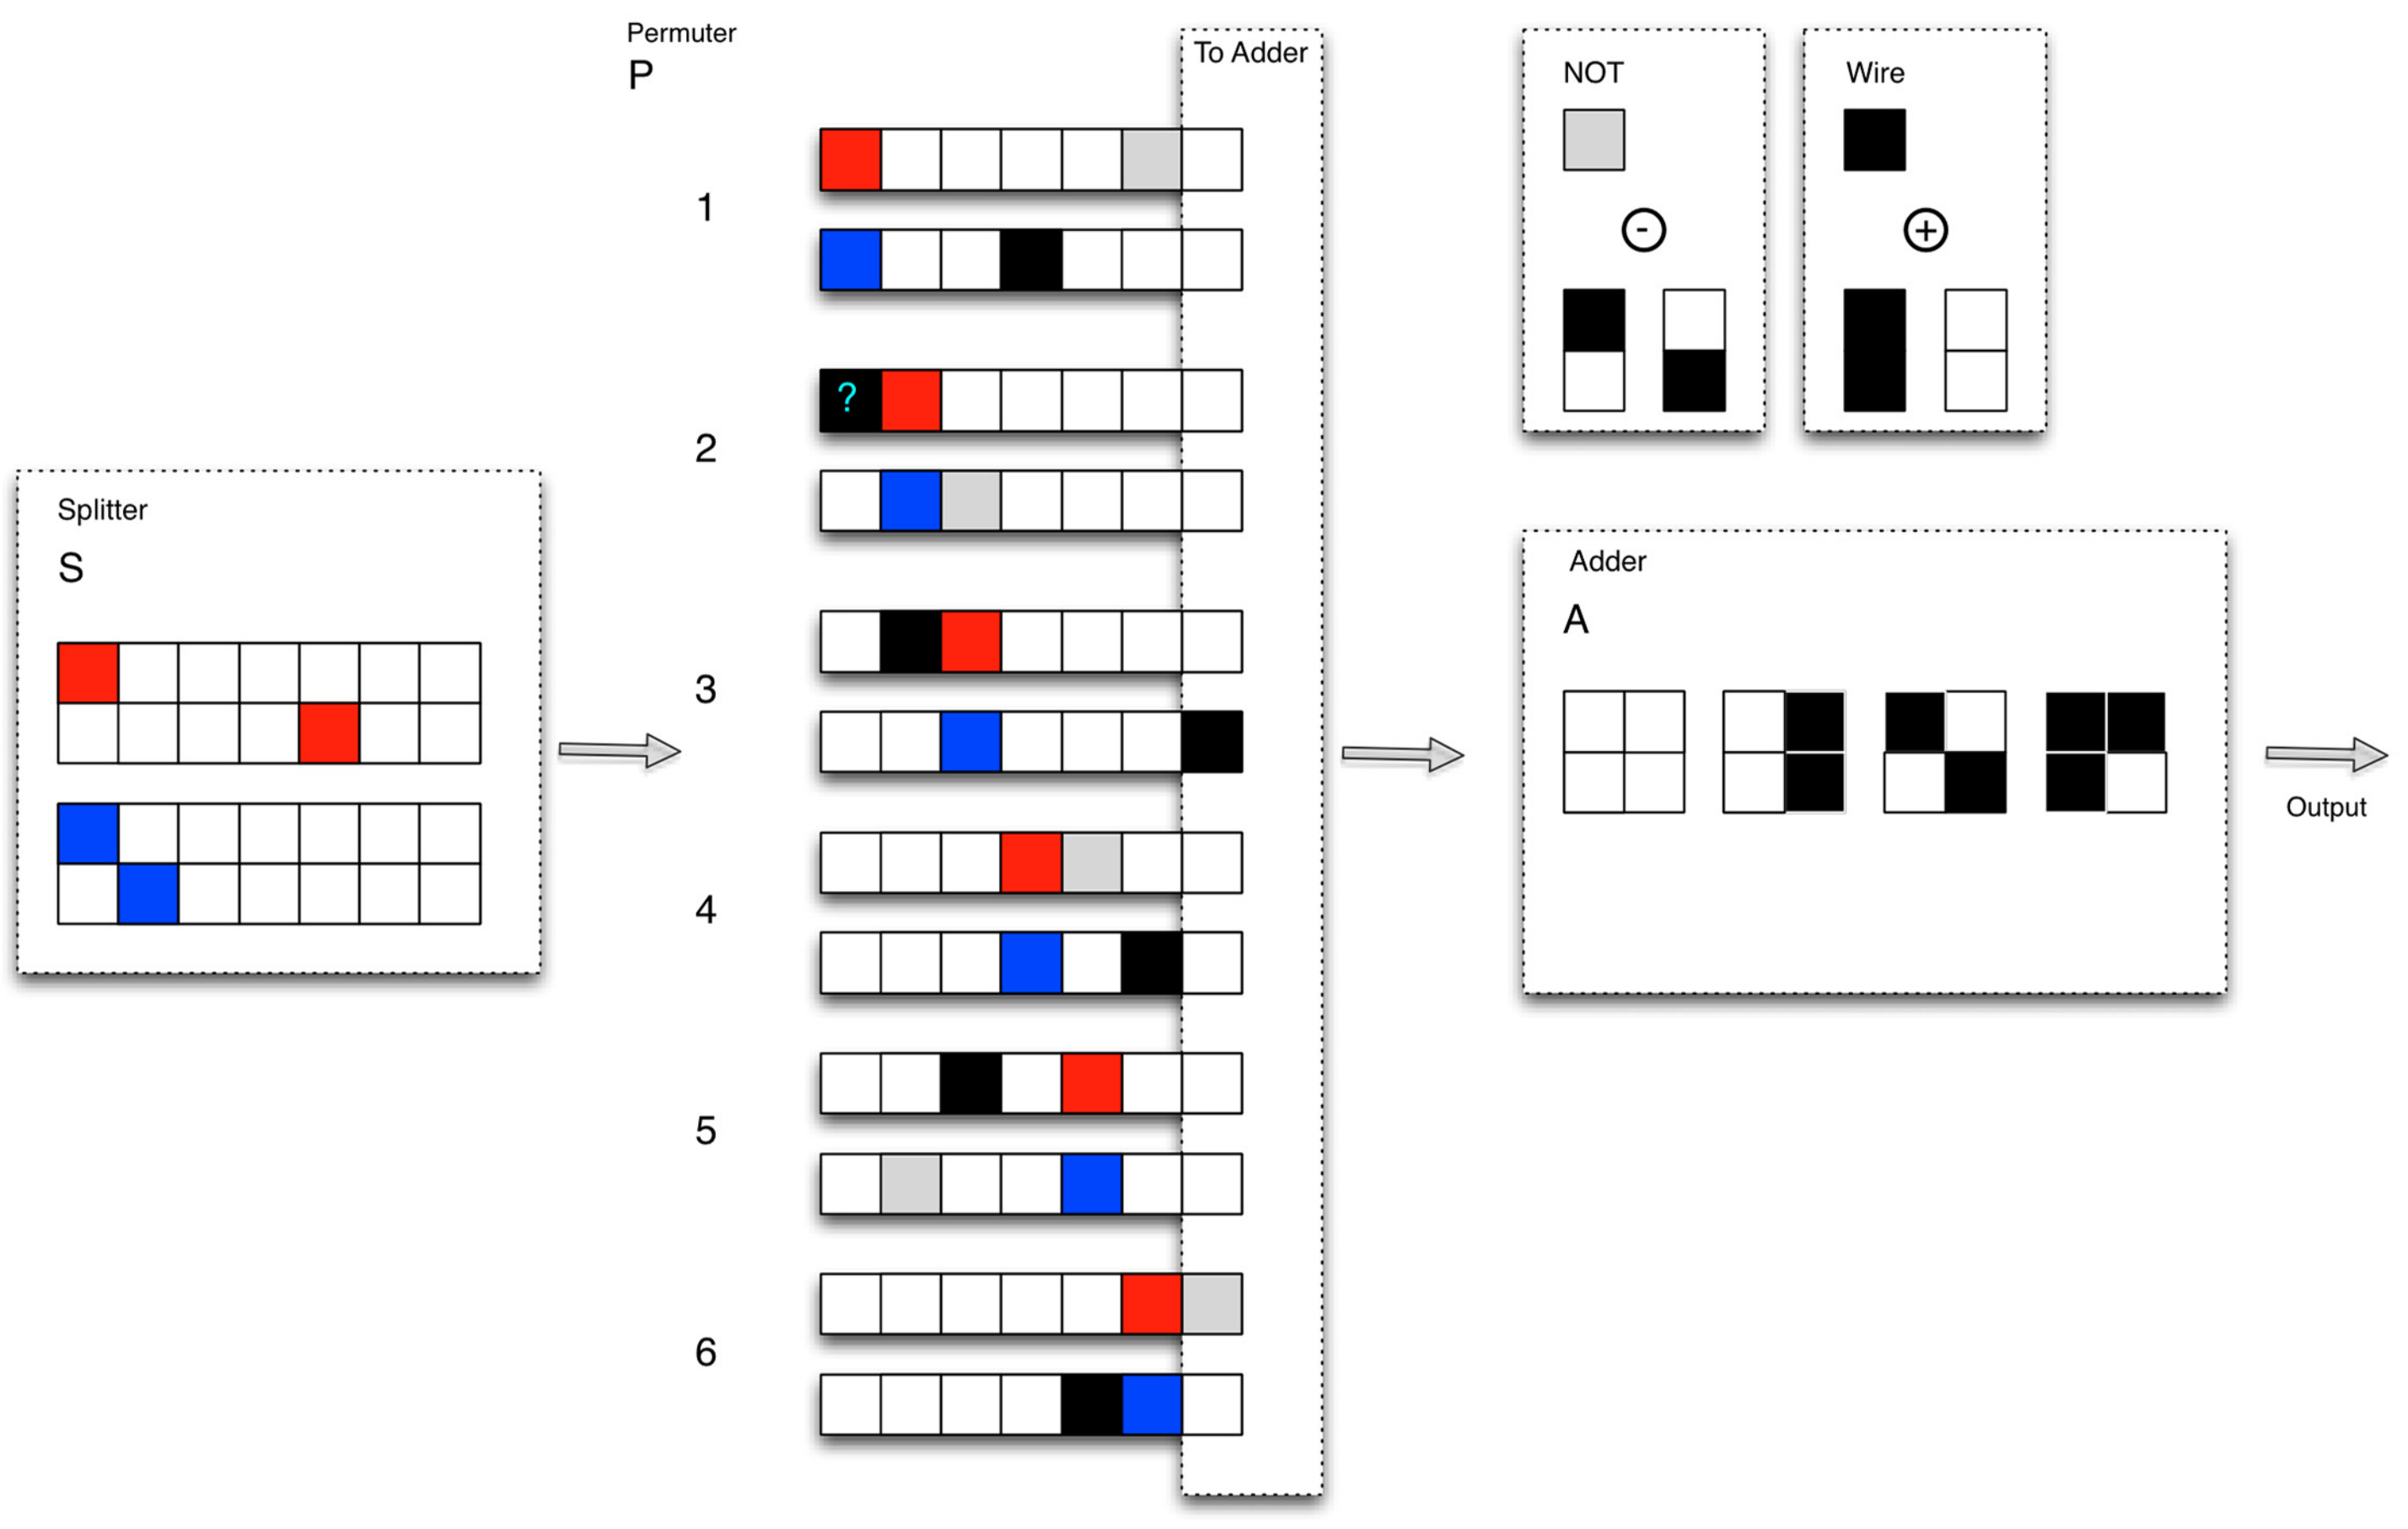 Permuter
P
To Adder
1
?
2
3
4
5
6
Splitter
S
NOT
-
Wire
+
Adder
A
Output